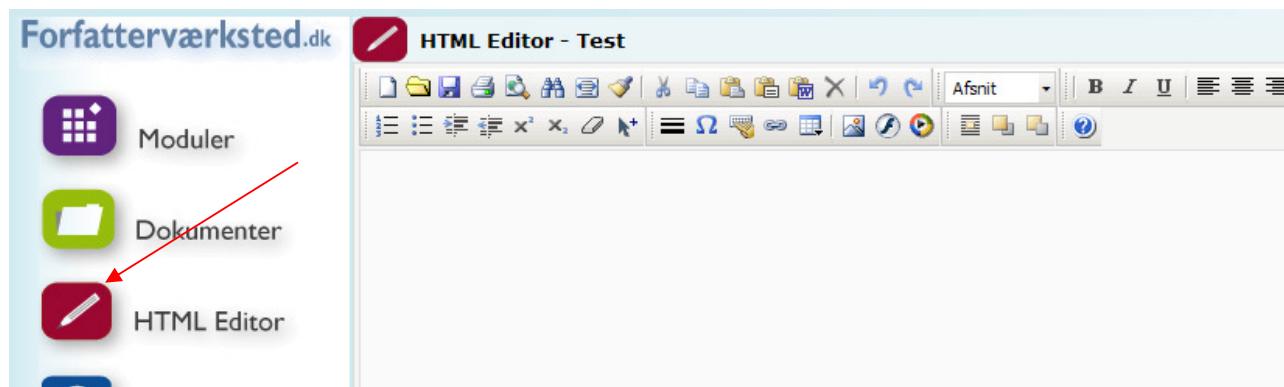 Forfatterværksted.dk
HTML Editor - Test
Afsnit
B I U
Moduler
Dokumenter
HTML Editor